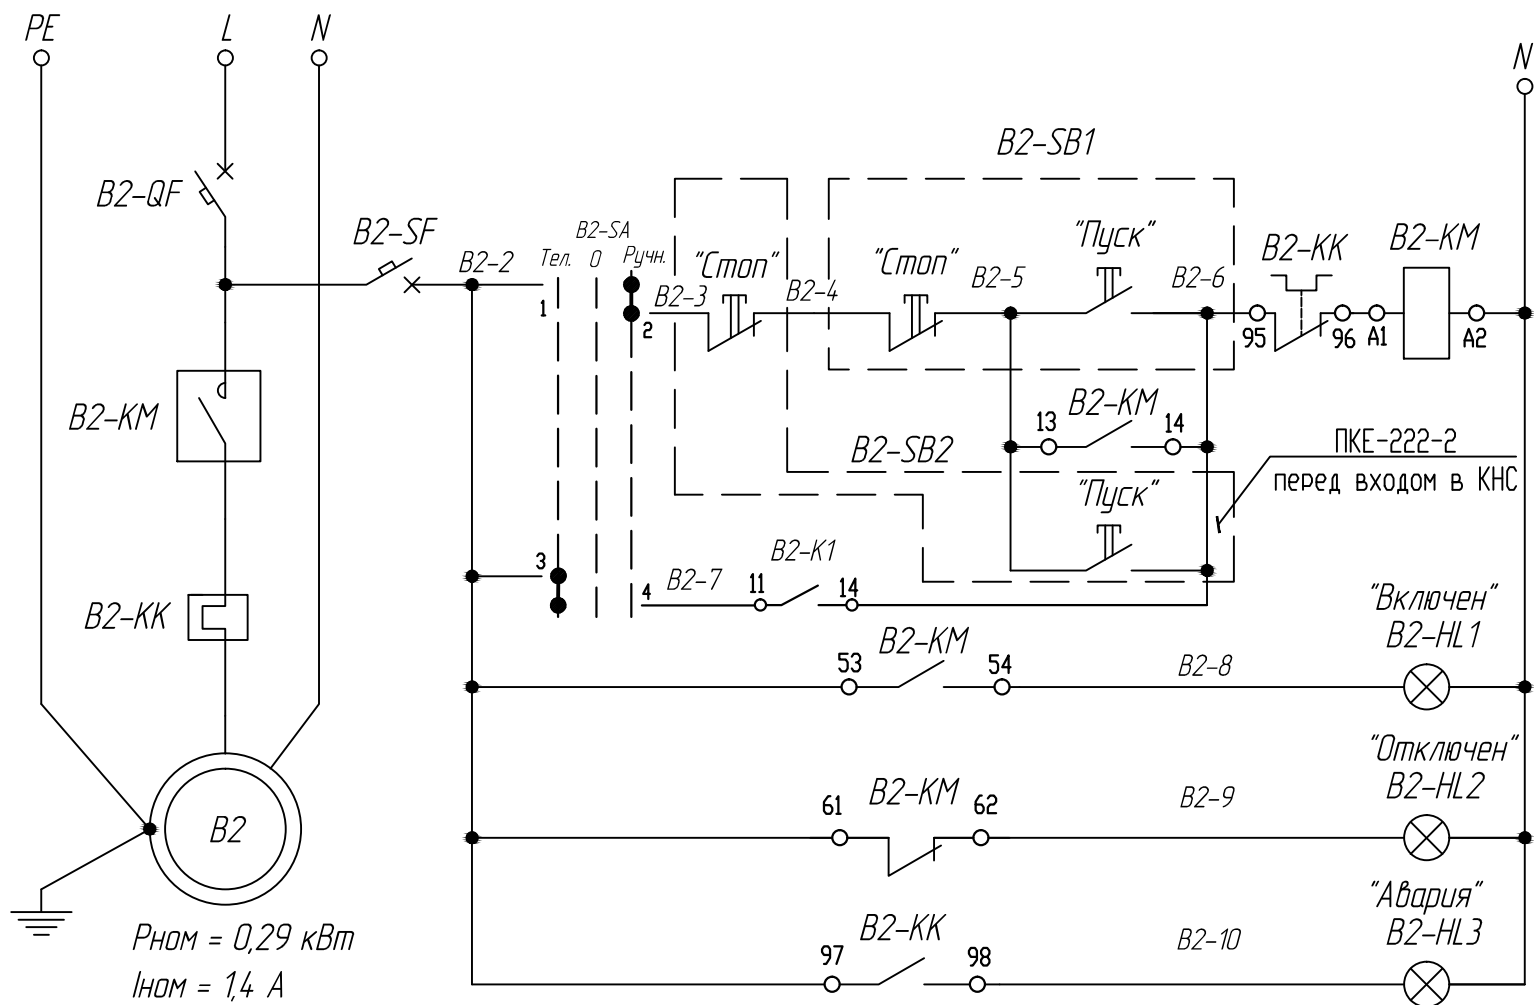 PE
L
N
N
B2-SB1
B2-QF
B2-SF
B2-SA
"Пуск"
B2-KK
B2-KM
B2-2
Тел.
0
Ручн.
"Стоп"
"Стоп"
B2-5
B2-6
B2-3
B2-4
1
2
95
96
A1
A2
B2-KM
B2-KM
13
14
B2-SB2
ПКЕ-222-2
перед входом в КНС
"Пуск"
3
B2-K1
B2-7
11
14
4
B2-KK
"Включен"
B2-HL1
B2-KM
53
54
B2-8
"Отключен"
B2-HL2
B2-KM
61
62
B2-9
B2
"Авария"
B2-HL3
B2-KK
97
98
B2-10
Pном = 0,29 кВт
Iном = 1,4 А